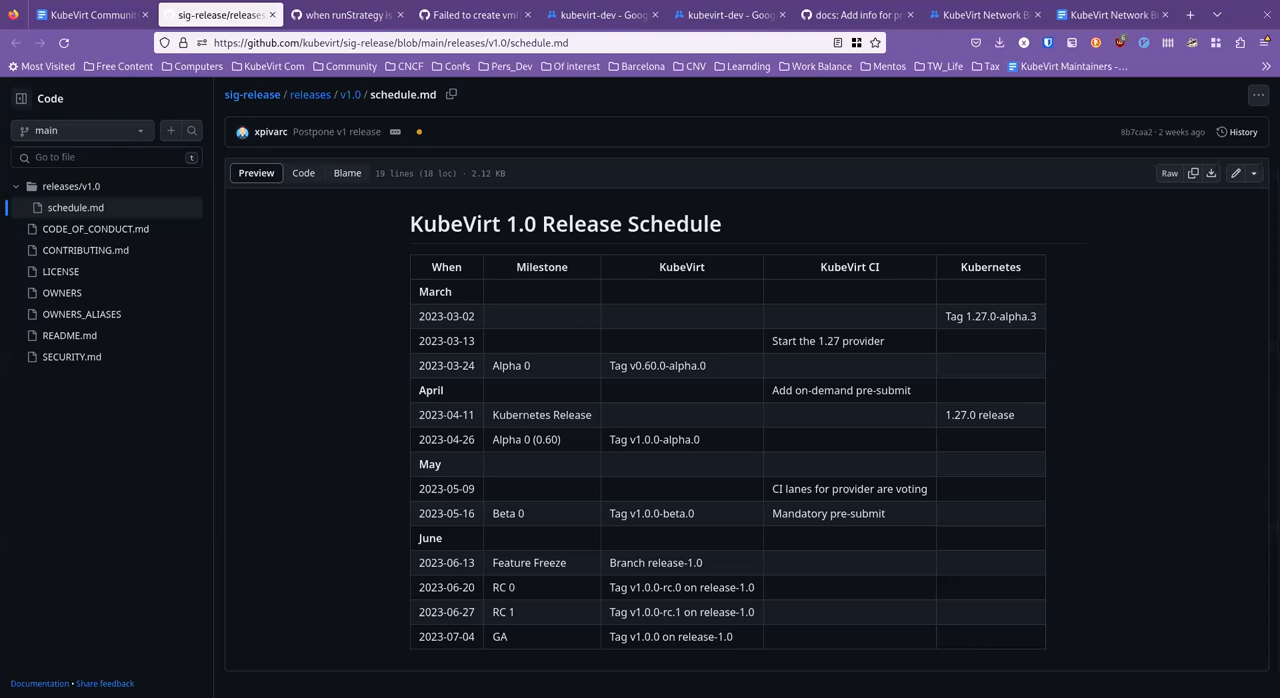 KubeVirt Communit
sig-release/releases
when runStrategy is
Failed to create vmi
kubevirt-dev - Goog
kubevirt-dev - Goog
docs: Add info for pr
KubeVirt Network B
KubeVirt Network B
https://github.com/kubevirt/sig-release/blob/main/releases/v1.0/schedule.md
Most Visited Free Content Computers KubeVirt Com Community CNCF Confs Pers_Dev Of interest Barcelona CNV Learnding Work Balance Mentos TW_Life Tax KubeVirt Maintainers -...
Code
sig-release / releases / v1.0 / schedule.md
main
xpivarc Postpone v1 release
8b7caa2 · 2 weeks ago History
Go to file t
Preview Code Blame 19 lines (18 loc) · 2.12 KB Raw
releases/v1.0
schedule.md
CODE_OF_CONDUCT.md
CONTRIBUTING.md
LICENSE
OWNERS
OWNERS_ALIASES
README.md
SECURITY.md
KubeVirt 1.0 Release Schedule
When Milestone KubeVirt KubeVirt CI Kubernetes
March
2023-03-02 Tag 1.27.0-alpha.3
2023-03-13 Start the 1.27 provider
2023-03-24 Alpha 0 Tag v0.60.0-alpha.0
April Add on-demand pre-submit
2023-04-11 Kubernetes Release 1.27.0 release
2023-04-26 Alpha 0 (0.60) Tag v1.0.0-alpha.0
May
2023-05-09 CI lanes for provider are voting
2023-05-16 Beta 0 Tag v1.0.0-beta.0 Mandatory pre-submit
June
2023-06-13 Feature Freeze Branch release-1.0
2023-06-20 RC 0 Tag v1.0.0-rc.0 on release-1.0
2023-06-27 RC 1 Tag v1.0.0-rc.1 on release-1.0
2023-07-04 GA Tag v1.0.0 on release-1.0
Documentation • Share feedback